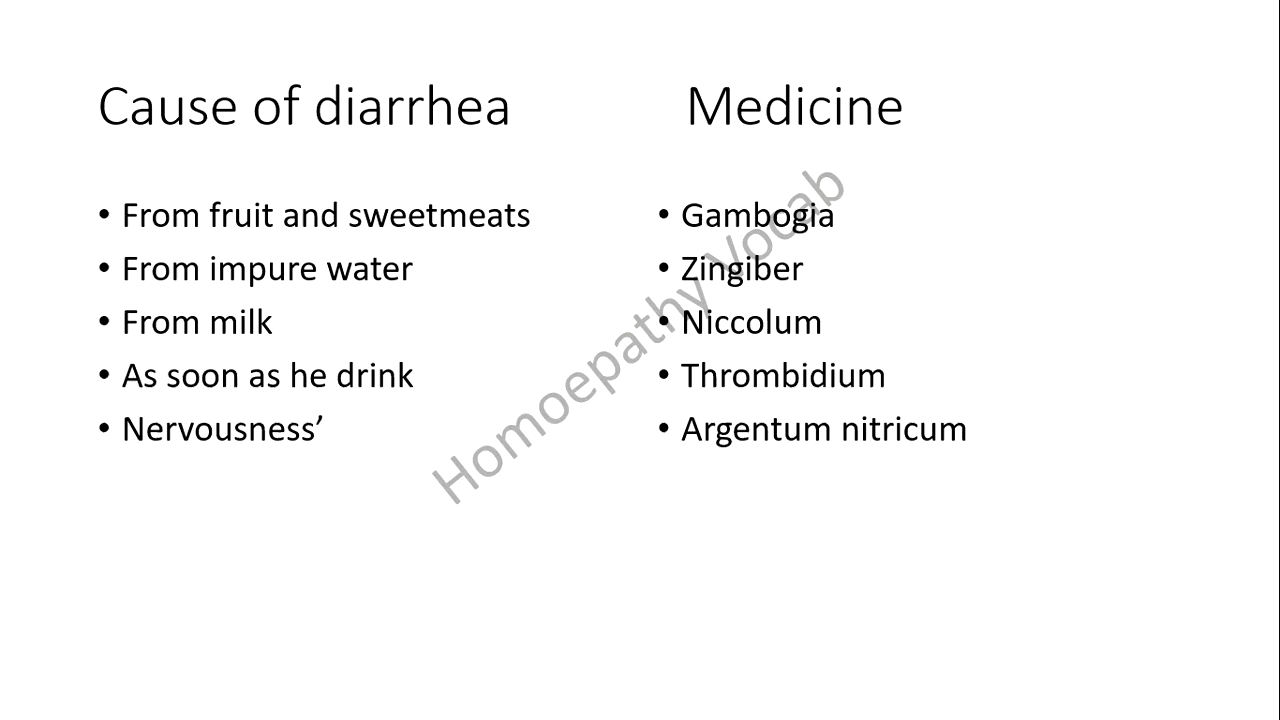 Cause of diarrhea Medicine
• From fruit and sweetmeats
• From impure water
• From milk
• As soon as he drink
• Nervousness’
• Gambogia
• Zingiber
• Niccolum
• Thrombidium
• Argentum nitricum
Homoepathy Vocab